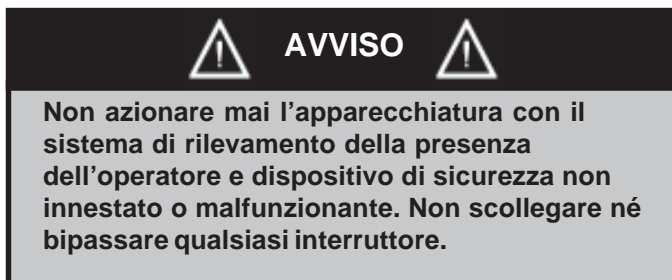 AVVISO
Non azionare mai l'apparecchiatura con il
sistema di rilevamento della presenza
dell'operatore e dispositivo di sicurezza non
innestato o malfunzionante. Non scollegare né
bipassare qualsiasi interruttore.